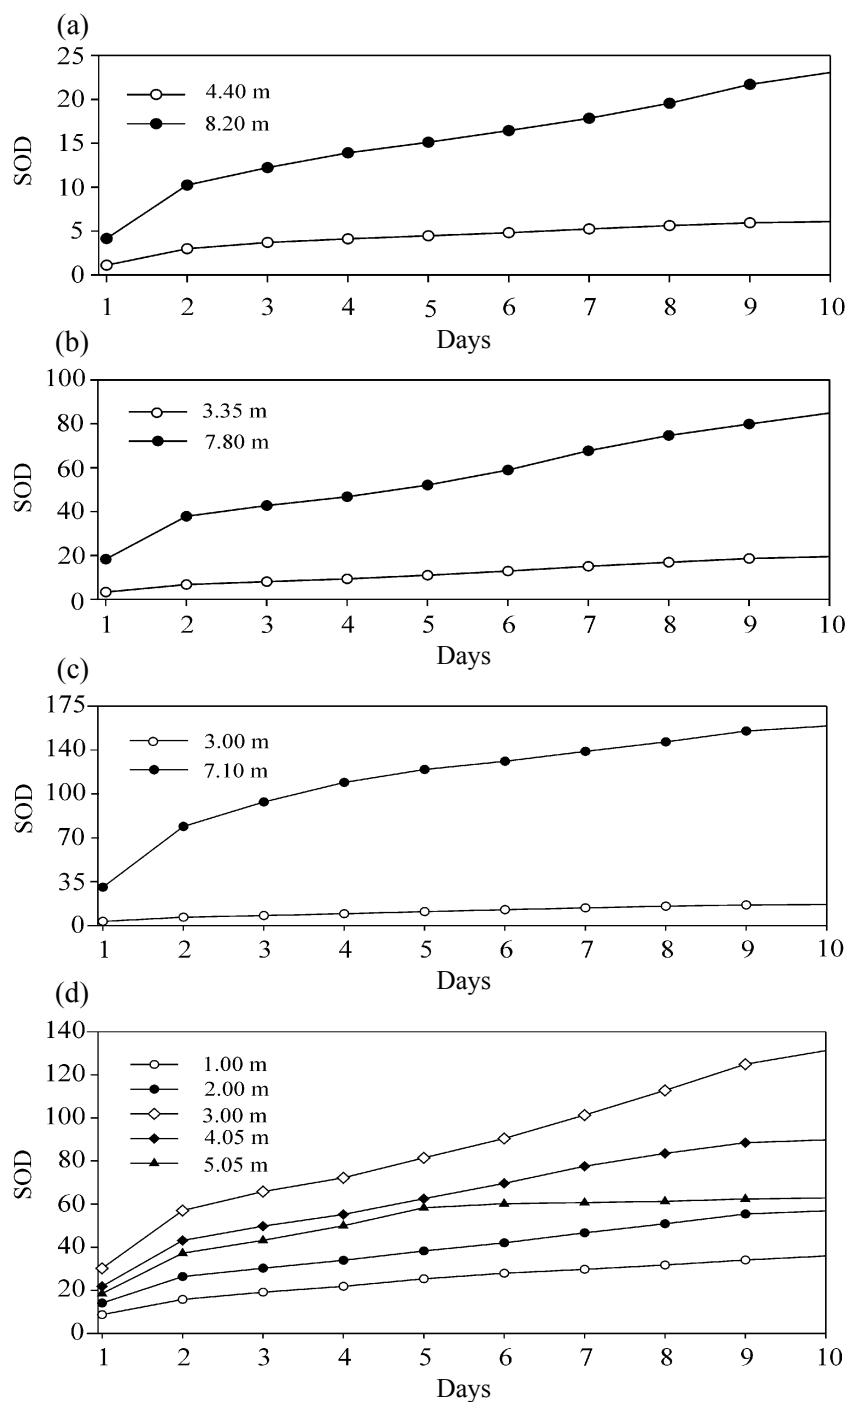 (a)
25
20
15
10
5
0
SOD
4.40 m
8.20 m
1 2 3 4 5 6 7 8 9 10
Days
(b)
100
80
60
40
20
0
SOD
3.35 m
7.80 m
1 2 3 4 5 6 7 8 9 10
Days
(c)
175
140
100
70
35
0
SOD
3.00 m
7.10 m
1 2 3 4 5 6 7 8 9 10
Days
(d)
140
120
100
80
60
40
20
0
SOD
1.00 m
2.00 m
3.00 m
4.05 m
5.05 m
1 2 3 4 5 6 7 8 9 10
Days